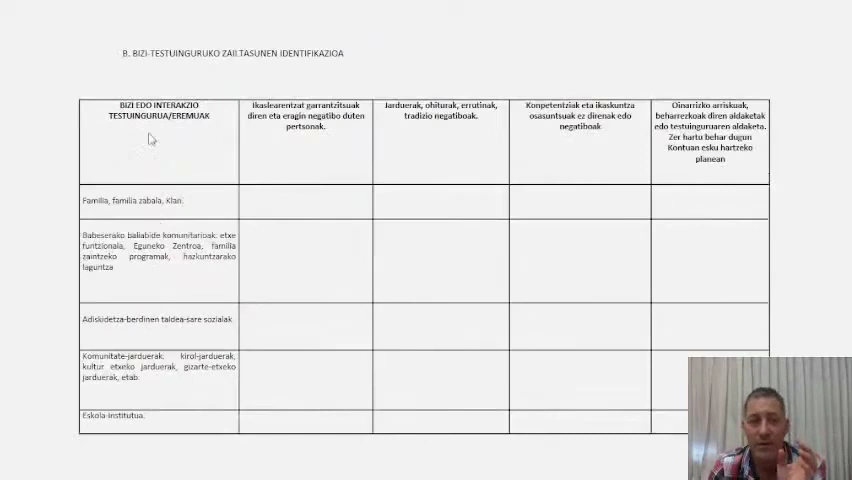 B. BIZI-TESTUINGURUKO ZAILTASUNEN IDENTIFIKAZIOA
BIZI EDO INTERAKZIO
TESTUINGURUA/EREMUAK
Ikaslearentzat garrantzitsuak
diren eta eragin negatibo duten
pertsonak.
Jarduerak, ohiturak, errutinak,
tradizio negatiboak.
Konpetentziak eta ikaskuntza
osasuntsuak ez direnak edo
negatiboak
Oinarrizko arriskuak,
beharrezkoak diren aldaketak
edo testuinguruaren aldaketa.
Zer hartu behar dugun
Kontuan esku hartzeko
planean
Familia, familia zabala, Klan.
Babeserako baliabide komunitarioak: etxe
funtzionala, Eguneko Zentroa, familia
zaintzeko programak, hazkuntzarako
laguntza
Adiskidetza-berdinen taldea-sare sozialak
Komunitate-jarduerak: kirol-jarduerak,
kultur etxeko jarduerak, gizarte-etxeko
jarduerak, etab.
Eskola-institutua.